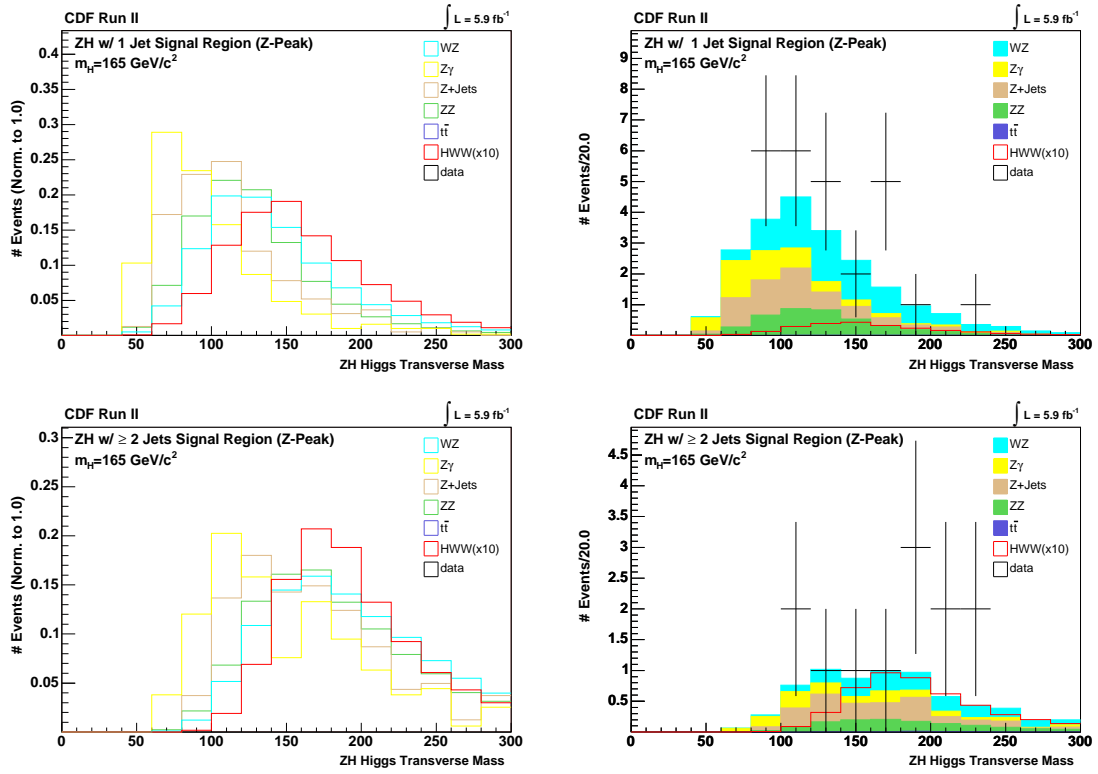 CDF Run II
∫ L = 5.9 fb⁻¹
ZH w/ 1 Jet Signal Region (Z-Peak)
m_H=165 GeV/c²
WZ
Zγ
Z+Jets
ZZ
tt̄
HWW(x10)
data
# Events (Norm. to 1.0)
0.4
0.35
0.3
0.25
0.2
0.15
0.1
0.05
0 50 100 150 200 250 300
ZH Higgs Transverse Mass
CDF Run II
∫ L = 5.9 fb⁻¹
ZH w/ 1 Jet Signal Region (Z-Peak)
m_H=165 GeV/c²
WZ
Zγ
Z+Jets
ZZ
tt̄
HWW(x10)
data
# Events/20.0
9
8
7
6
5
4
3
2
1
0 50 100 150 200 250 300
ZH Higgs Transverse Mass
CDF Run II
∫ L = 5.9 fb⁻¹
ZH w/ ≥ 2 Jets Signal Region (Z-Peak)
m_H=165 GeV/c²
WZ
Zγ
Z+Jets
ZZ
tt̄
HWW(x10)
data
# Events (Norm. to 1.0)
0.3
0.25
0.2
0.15
0.1
0.05
0 50 100 150 200 250 300
ZH Higgs Transverse Mass
CDF Run II
∫ L = 5.9 fb⁻¹
ZH w/ ≥ 2 Jets Signal Region (Z-Peak)
m_H=165 GeV/c²
WZ
Zγ
Z+Jets
ZZ
tt̄
HWW(x10)
data
# Events/20.0
4.5
4
3.5
3
2.5
2
1.5
1
0.5
0 50 100 150 200 250 300
ZH Higgs Transverse Mass